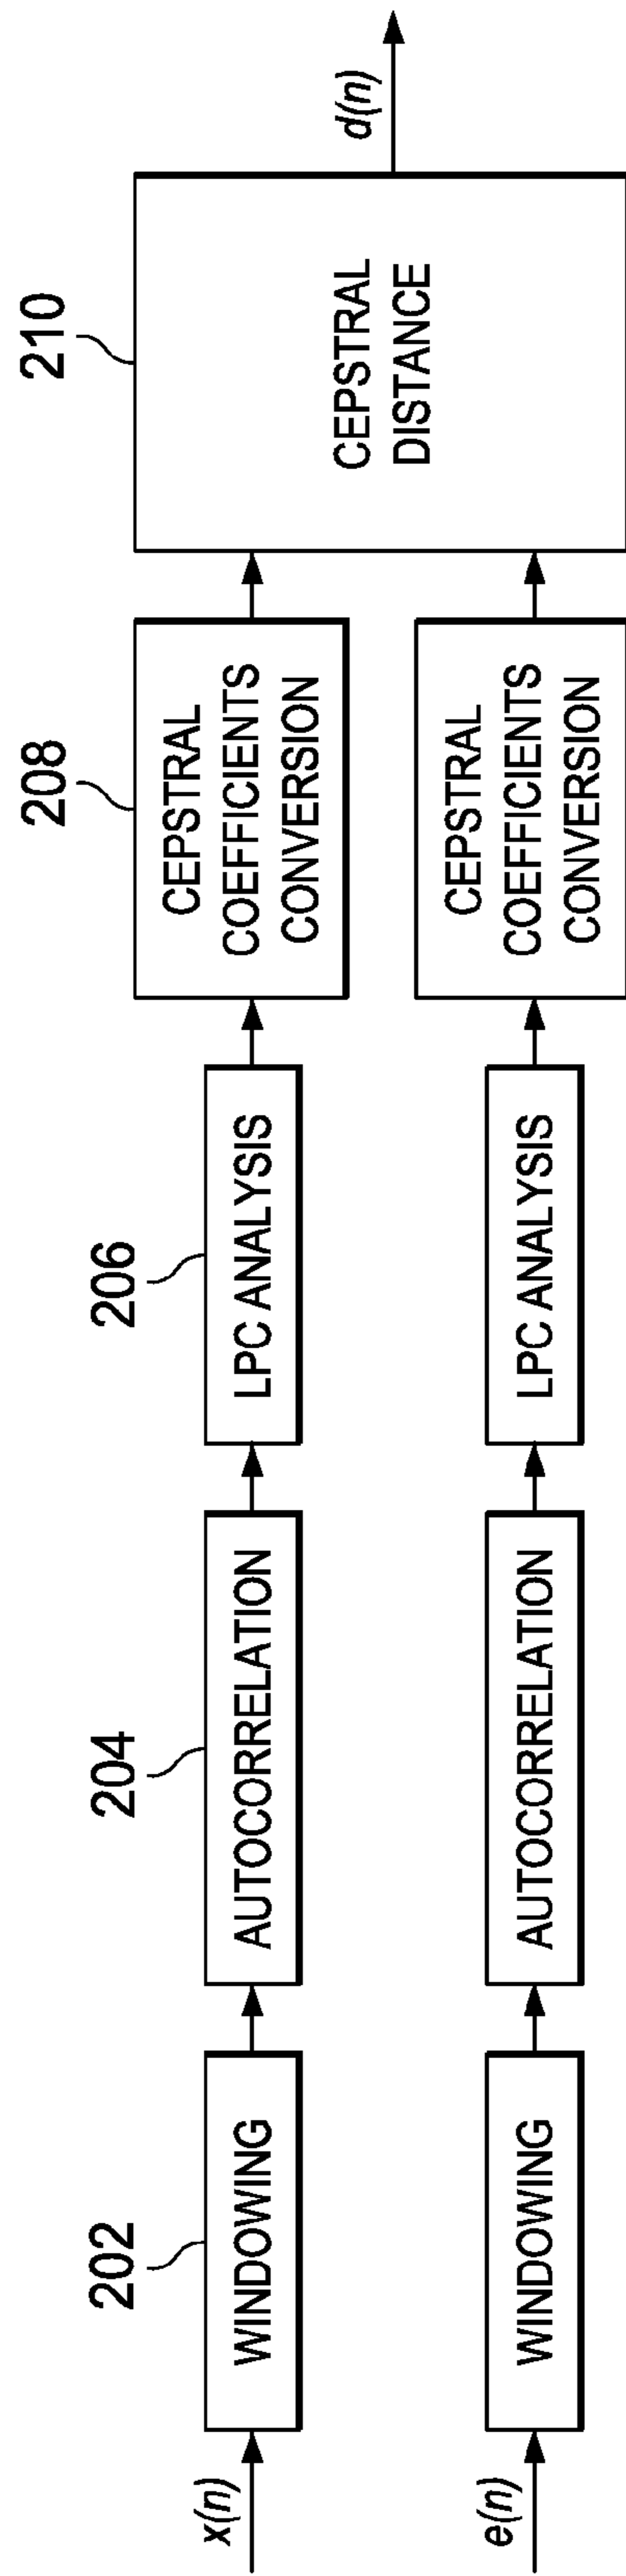 202
204
206
208
210
x(n)
WINDOWING
AUTOCORRELATION
LPC ANALYSIS
CEPSTRAL
COEFFICIENTS
CONVERSION
CEPSTRAL
DISTANCE
d(n)
e(n)
WINDOWING
AUTOCORRELATION
LPC ANALYSIS
CEPSTRAL
COEFFICIENTS
CONVERSION